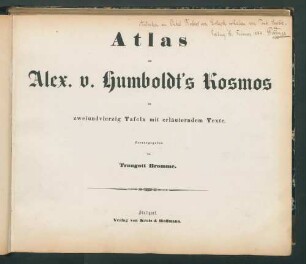 Atlas
zu
Alex. v. Humboldt's Kosmos
in
zweiundvierzig Tafeln mit erläuterndem Texte.
Herausgegeben
von
Traugott Bromme.
Stuttgart.
Verlag von Krais & Hoffmann.